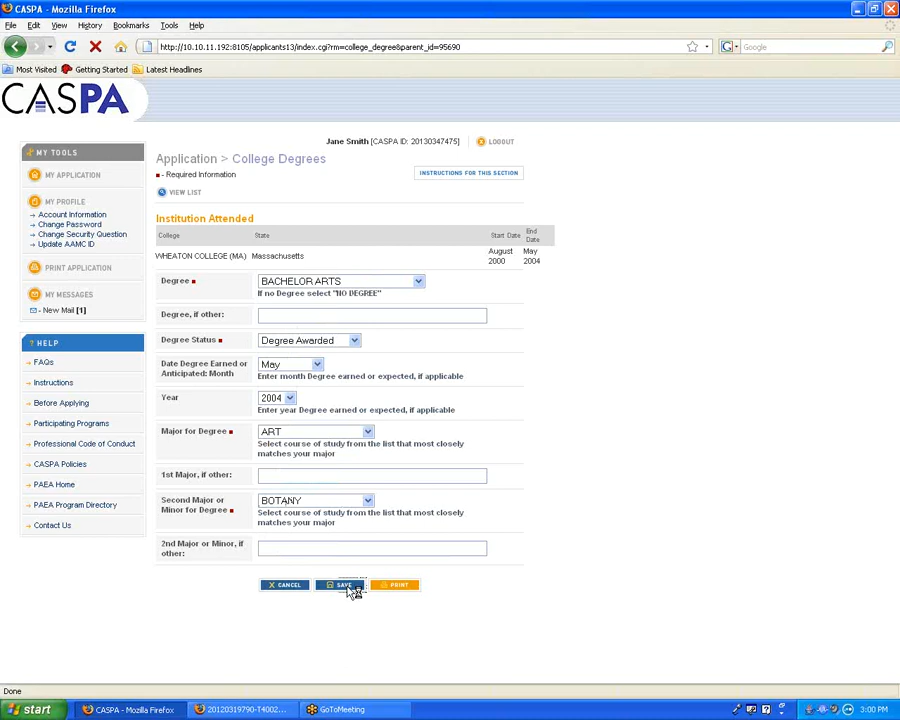 CASPA - Mozilla Firefox
File Edit View History Bookmarks Tools Help
http://10.10.11.192:8105/applicants13/index.cgi?rm=college_degree&parent_id=95690
Google
Most Visited Getting Started Latest Headlines
CASPA
Jane Smith [CASPA ID: 20130347475] LOGOUT
MY TOOLS
MY APPLICATION
MY PROFILE
Account Information
Change Password
Change Security Question
Update AAMC ID
PRINT APPLICATION
MY MESSAGES
- New Mail [1]
? HELP
FAQs
Instructions
Before Applying
Participating Programs
Professional Code of Conduct
CASPA Policies
PAEA Home
PAEA Program Directory
Contact Us
Application > College Degrees
- Required Information
INSTRUCTIONS FOR THIS SECTION
VIEW LIST
Institution Attended
College State Start Date End Date
WHEATON COLLEGE (MA) Massachusetts August 2000 May 2004
Degree BACHELOR ARTS
If no Degree select "NO DEGREE"
Degree, if other:
Degree Status Degree Awarded
Date Degree Earned or Anticipated: Month May
Enter month Degree earned or expected, if applicable
Year 2004
Enter year Degree earned or expected, if applicable
Major for Degree ART
Select course of study from the list that most closely
matches your major
1st Major, if other:
Second Major or Minor for Degree BOTANY
Select course of study from the list that most closely
matches your major
2nd Major or Minor, if other:
X CANCEL SAVE PRINT
Done
start CASPA - Mozilla Firefox 20120319790-T4002... GoToMeeting 3:00 PM